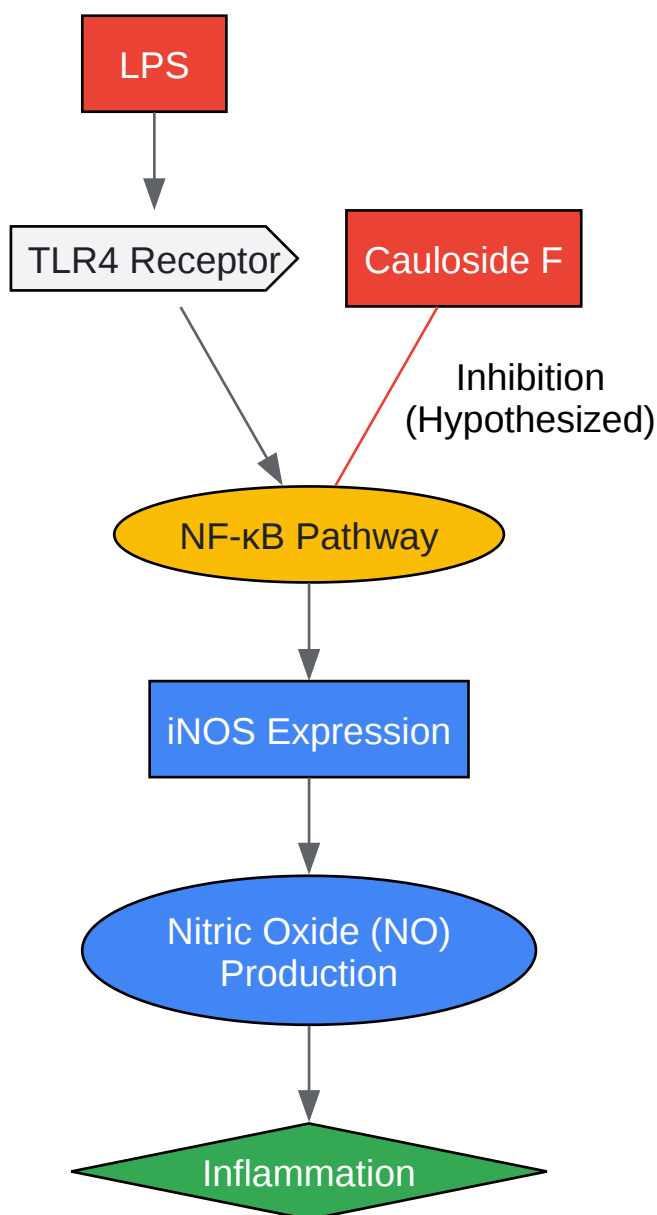 LPS
TLR4 Receptor
Cauloside F
Inhibition
(Hypothesized)
NF-κB Pathway
iNOS Expression
Nitric Oxide (NO)
Production
Inflammation